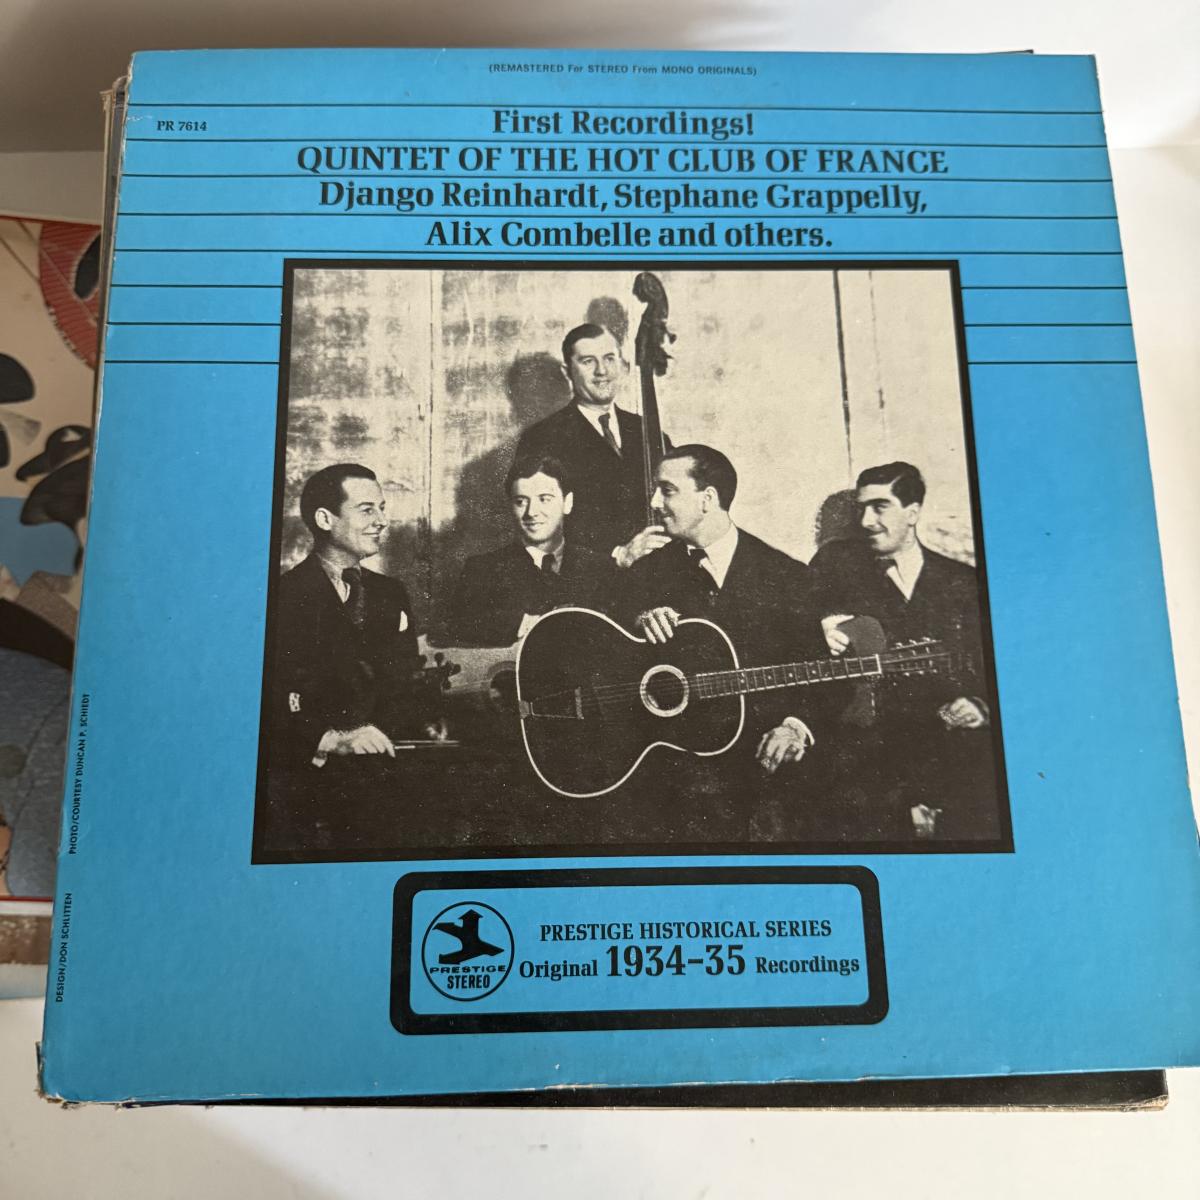 (REMASTERED For STEREO From MONO ORIGINALS)
PR 7614
First Recordings!
QUINTET OF THE HOT CLUB OF FRANCE
Django Reinhardt, Stephane Grappelly,
Alix Combelle and others.
PHOTO/COURTESY DUNCAN P. SCHIEDT
DESIGN/DON SCHLITTEN
PRESTIGE
STEREO
PRESTIGE HISTORICAL SERIES
Original 1934-35 Recordings